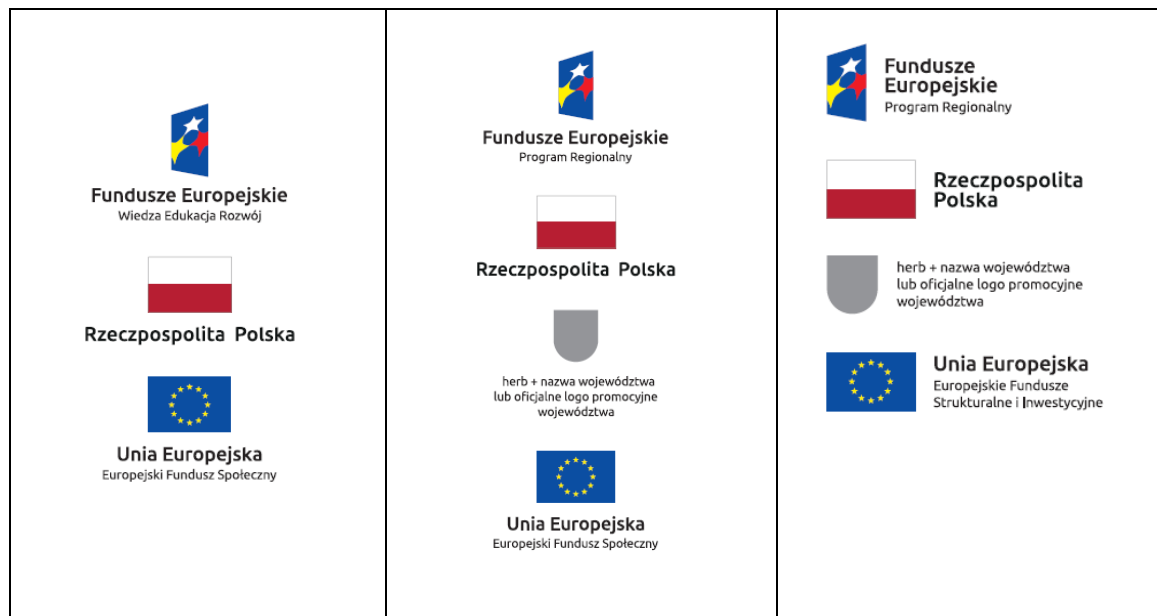 Fundusze Europejskie
Wiedza Edukacja Rozwój
Rzeczpospolita Polska
Unia Europejska
Europejski Fundusz Społeczny
Fundusze Europejskie
Program Regionalny
Rzeczpospolita Polska
herb + nazwa województwa
lub oficjalne logo promocyjne
województwa
Unia Europejska
Europejski Fundusz Społeczny
Fundusze
Europejskie
Program Regionalny
Rzeczpospolita
Polska
herb + nazwa województwa
lub oficjalne logo promocyjne
województwa
Unia Europejska
Europejskie Fundusze
Strukturalne i Inwestycyjne